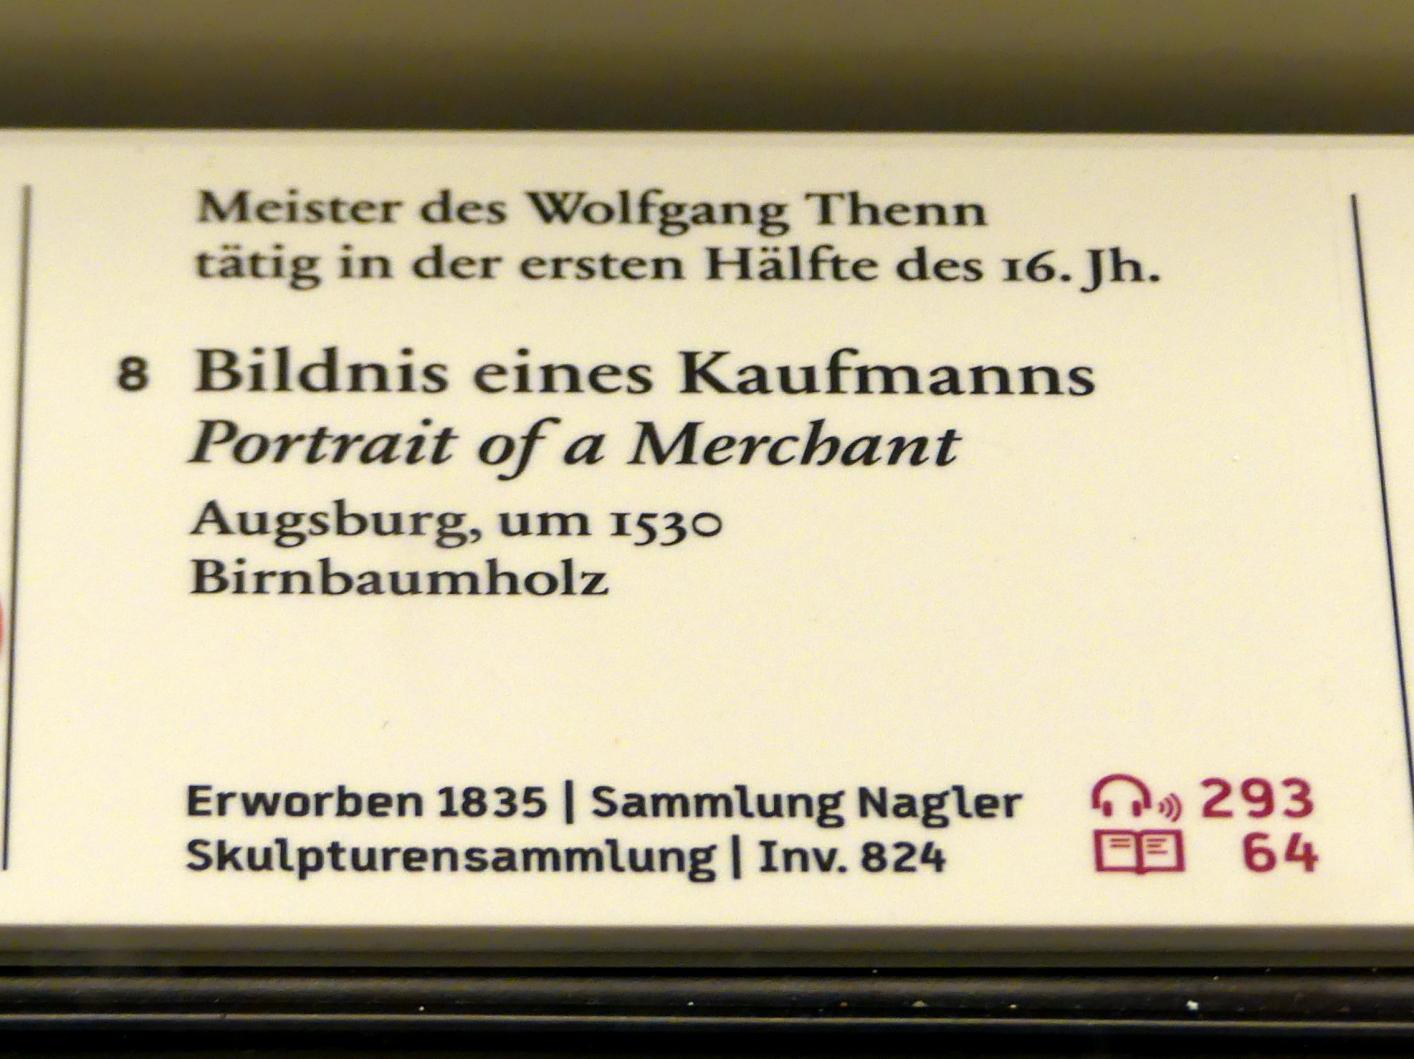 Meister des Wolfgang Thenn
tätig in der ersten Hälfte des 16. Jh.
8 Bildnis eines Kaufmanns
Portrait of a Merchant
Augsburg, um 1530
Birnbaumholz
Erworben 1835 | Sammlung Nagler 293
Skulpturensammlung | Inv. 824 64